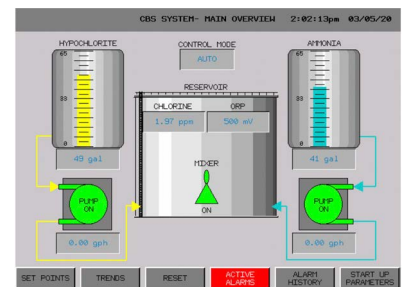 CBS SYSTEM- MAIN OVERVIEW 2:02:13pm 03/05/20
HYPOCHLORITE
CONTROL MODE
AMMONIA
AUTO
65
33
0
65
33
0
RESERVOIR
CHLORINE
ORP
1.97 ppm
500 mV
MIXER
ON
49 gal
41 gal
PUMP
ON
PUMP
ON
0.00 gph
0.00 gph
SET POINTS
TRENDS
RESET
ACTIVE
ALARMS
ALARM
HISTORY
START UP
PARAMETERS